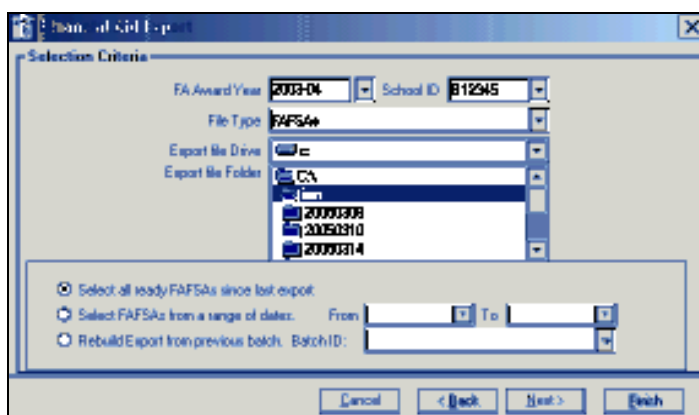 Financial Aid Export
Selection Criteria
FA Award Year 2003-04 School ID B12345
File Type FAFSAs
Export file Drive c:
Export file Folder C:\
20050309
20050310
20050314
Select all ready FAFSAs since last export
Select FAFSAs from a range of dates. From To
Rebuild Export from previous batch. Batch ID:
Cancel < Back Next > Finish